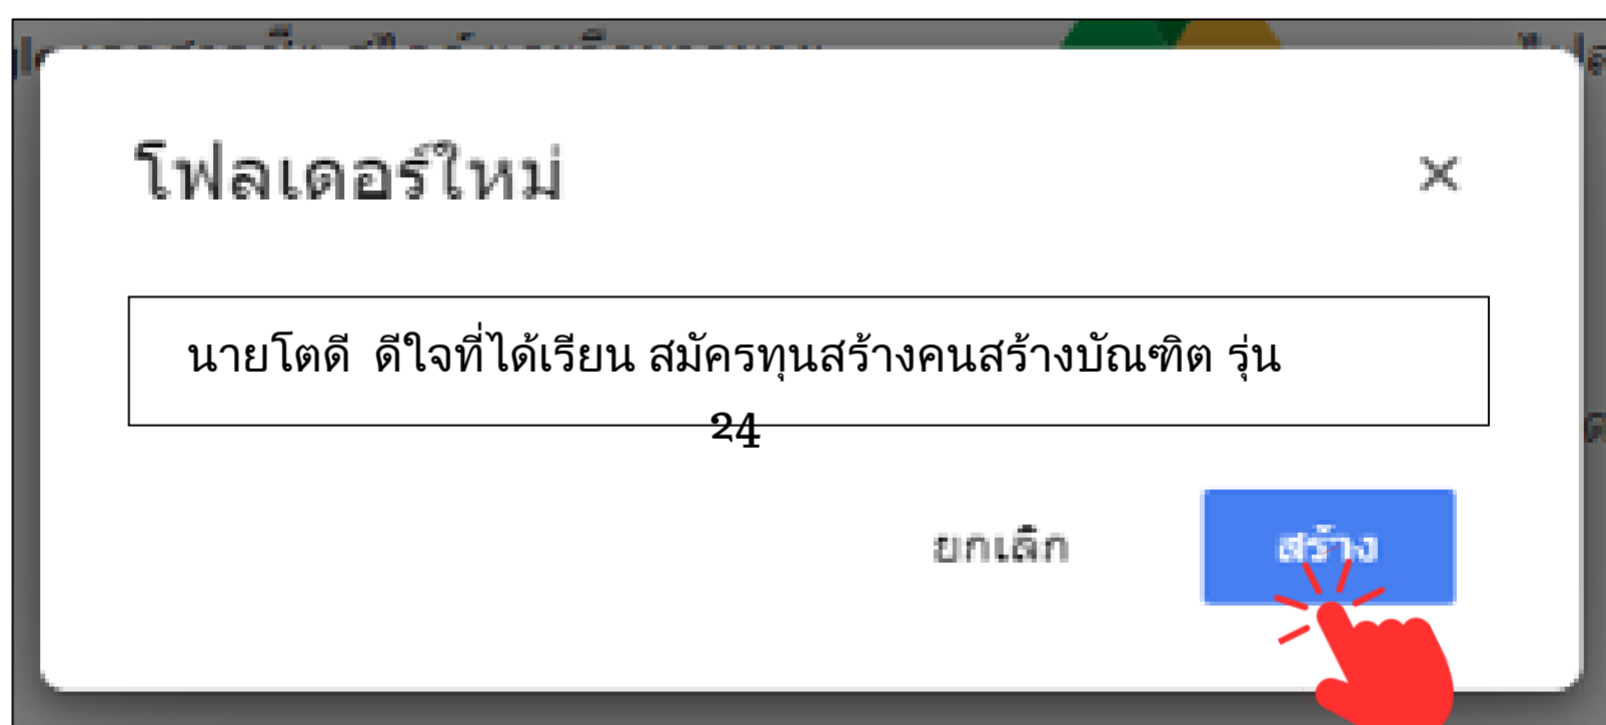 โฟลเดอร์ใหม่
นายโตดี  ดีใจที่ได้เรียน สมัครทุนสร้างคนสร้างบัณฑิต รุ่น
24
ยกเลิก
สร้าง